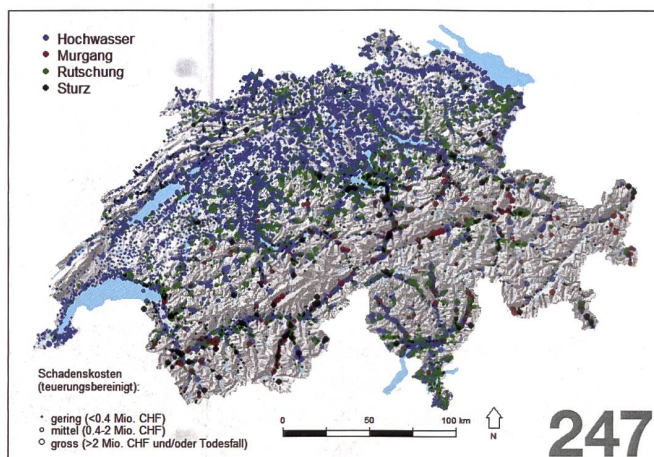 Hochwasser
Murgang
Rutschung
Sturz
Schadenskosten
(teuerungsbereinigt):
gering (<0.4 Mio. CHF)
mittel (0.4-2 Mio. CHF)
gross (>2 Mio. CHF und/oder Todesfall)
0 50 100 km
N
247